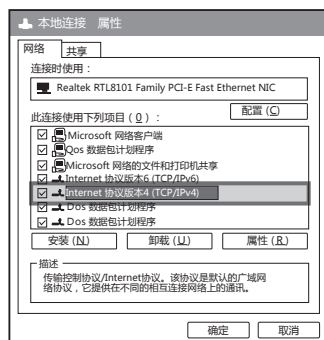 本地连接 属性
网络 共享
连接时使用：
Realtek RTL8101 Family PCI-E Fast Ethernet NIC
配置 (C)
此连接使用下列项目 ( 0 ) ：
Microsoft 网络客户端
Qos 数据包计划程序
Microsoft 网络的文件和打印机共享
Internet 协议版本6 (TCP/IPv6)
Internet 协议版本4 (TCP/IPv4)
Dos 数据包计划程序
Dos 数据包计划程序
安装 (N) 卸载 (U) 属性 (R)
描述
传输控制协议/Internet协议。该协议是默认的广域网
络协议，它提供在不同的相互连接网络上的通讯。
确定 取消